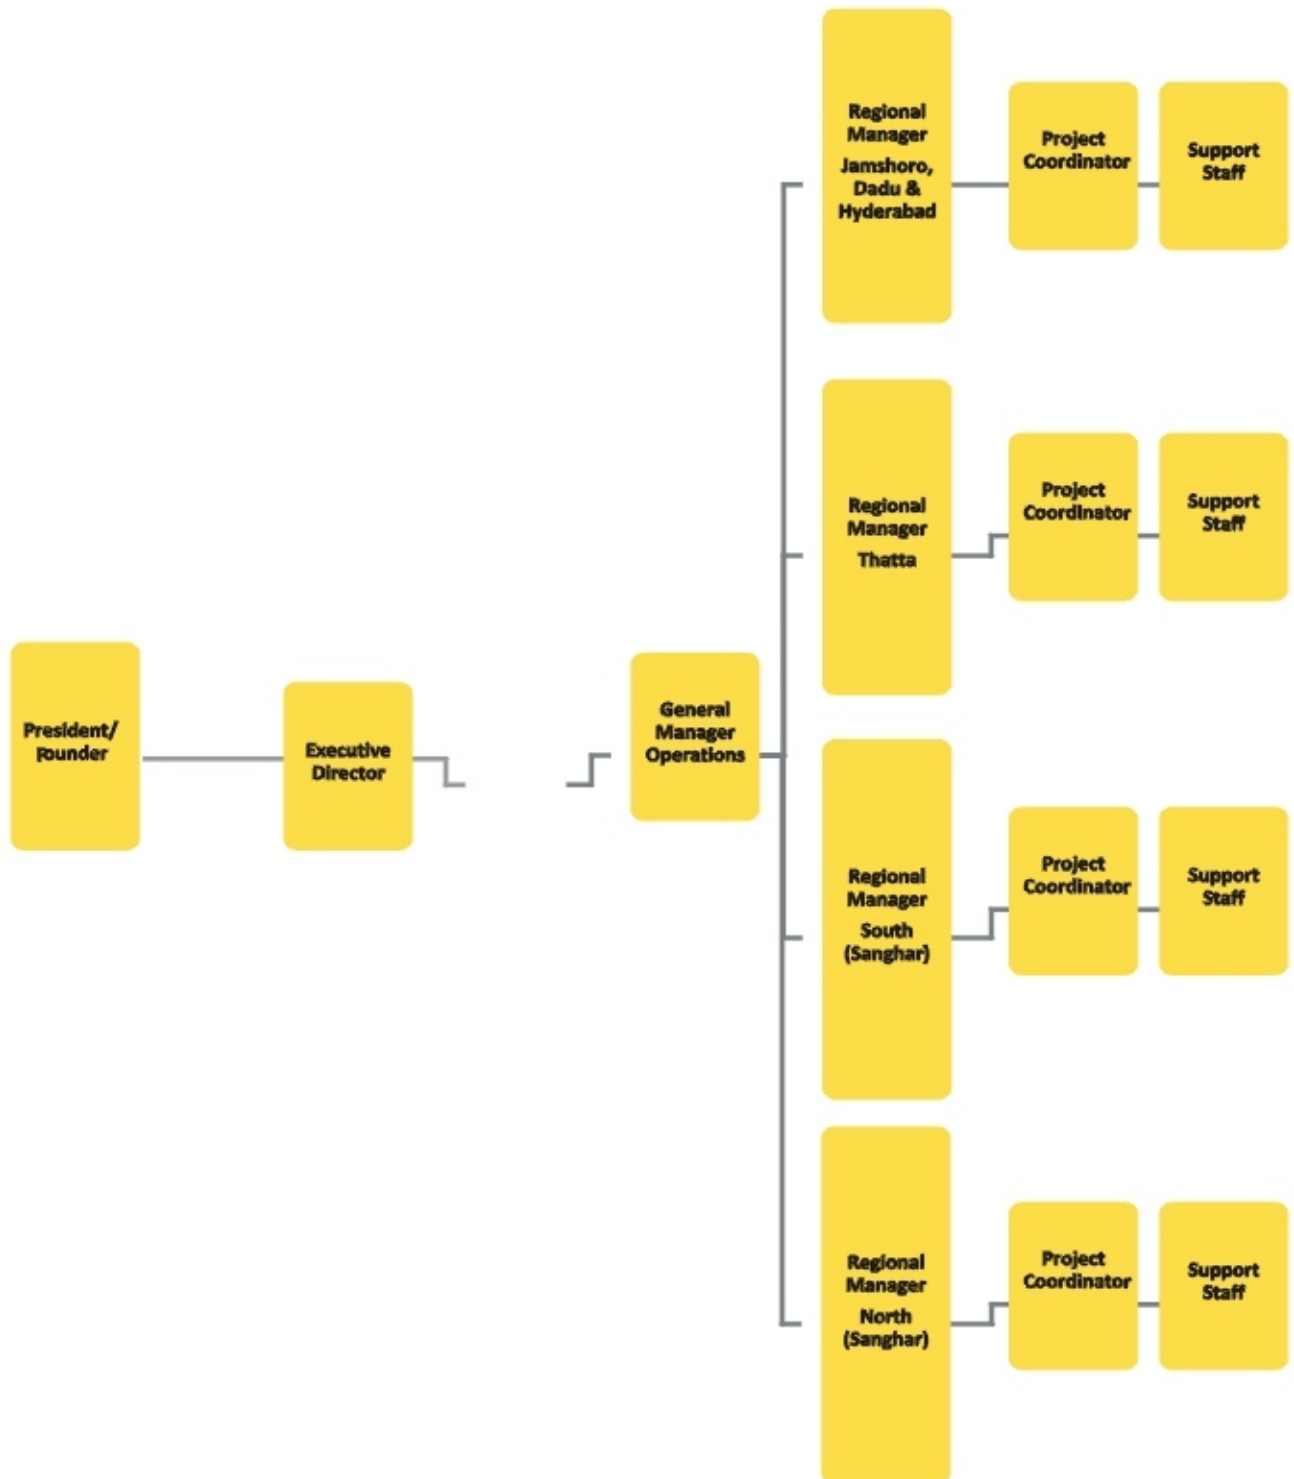 President/
Founder
Executive
Director
General
Manager
Operations
Regional
Manager
Jamshoro,
Dadu &
Hyderabad
Project
Coordinator
Support
Staff
Regional
Manager
Thatta
Project
Coordinator
Support
Staff
Regional
Manager
South
(Sanghar)
Project
Coordinator
Support
Staff
Regional
Manager
North
(Sanghar)
Project
Coordinator
Support
Staff